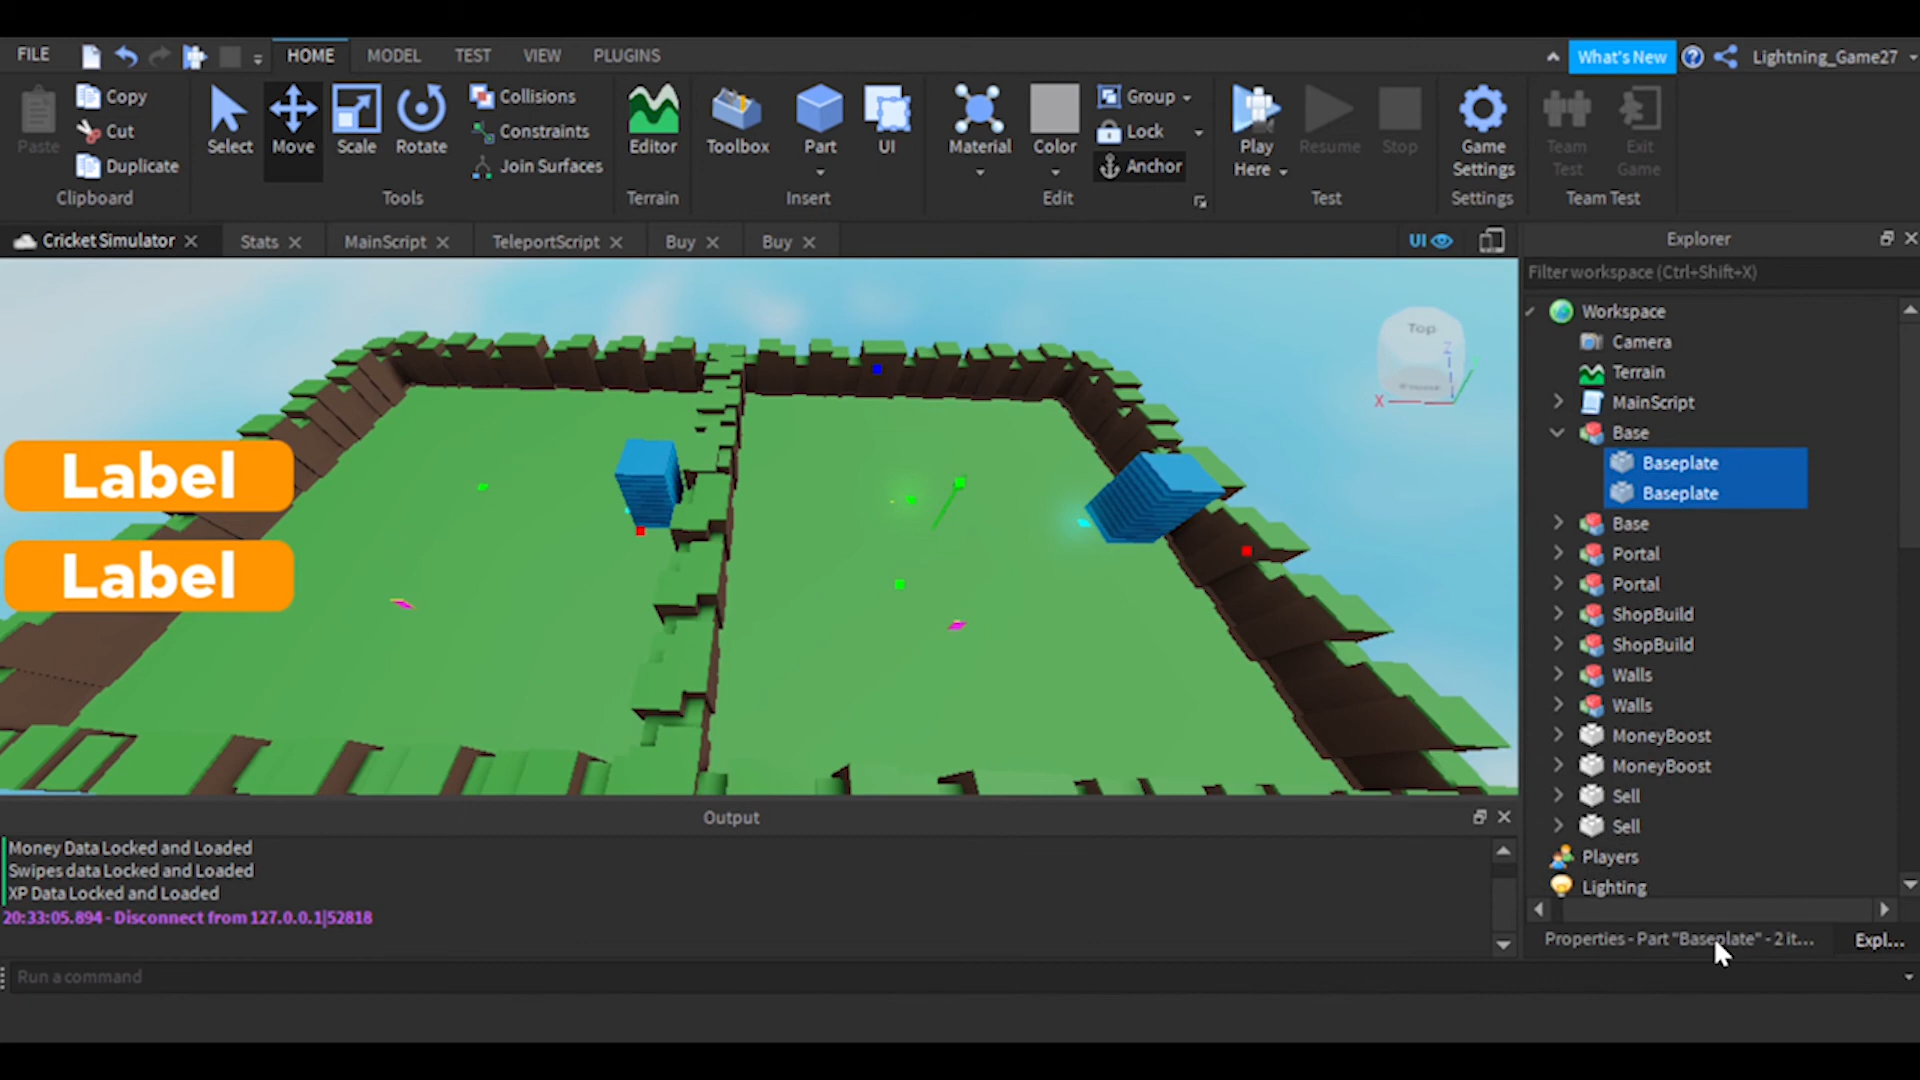 FILE HOME MODEL TEST VIEW PLUGINS What's New Lightning_Game27
Paste Copy Cut Duplicate
Clipboard
Select Move Scale Rotate Collisions Constraints Join Surfaces
Tools
Editor
Terrain
Toolbox Part UI
Insert
Material Color Group Lock Anchor
Edit
Play Here Resume Stop
Test
Game Settings
Settings
Team Test Exit Game
Team Test
Cricket Simulator Stats MainScript TeleportScript Buy Buy UI
Top
Z
X
Label
Label
Explorer
Filter workspace (Ctrl+Shift+X)
Workspace
Camera
Terrain
MainScript
Base
Baseplate
Baseplate
Base
Portal
Portal
ShopBuild
ShopBuild
Walls
Walls
MoneyBoost
MoneyBoost
Sell
Sell
Players
Lighting
Properties - Part "Baseplate" - 2 it... Expl...
Output
Money Data Locked and Loaded
Swipes data Locked and Loaded
XP Data Locked and Loaded
20:33:05.894 - Disconnect from 127.0.0.1|52818
Run a command